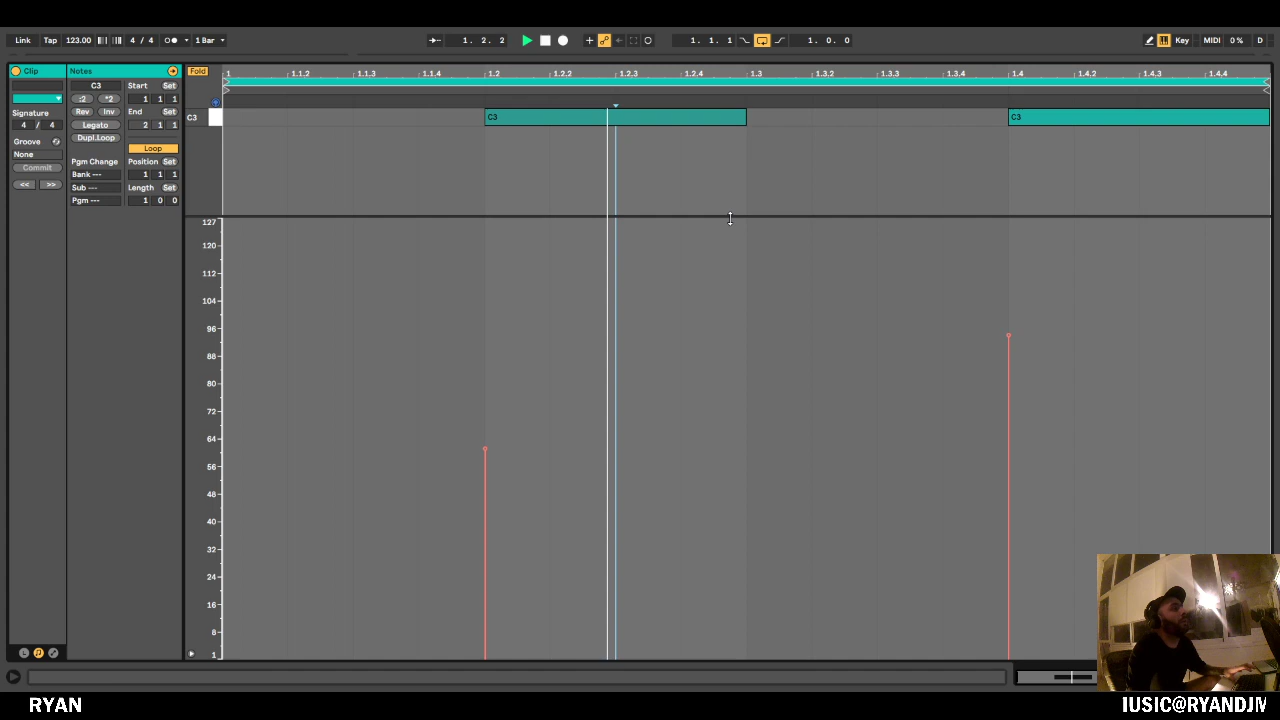 Link Tap 123.00 4 / 4 1 Bar 1. 2. 2 1. 1. 1 1. 0. 0 Key MIDI 0 % D
Clip Notes Fold 1 1.1.2 1.1.3 1.1.4 1.2 1.2.2 1.2.3 1.2.4 1.3 1.3.2 1.3.3 1.3.4 1.4 1.4.2 1.4.3 1.4.4
C3 Start Set
:2 *2 1 1 1
Signature Rev Inv End Set C3 C3 C3
4 / 4 Legato 2 1 1
Groove Dupl.Loop
None Loop
Commit Pgm Change Position Set
Bank --- 1 1 1
<< >> Sub --- Length Set
Pgm --- 1 0 0
127
120
112
104
96
88
80
72
64
56
48
40
32
24
16
8
1
L
RYAN IUSIC@RYANDJM